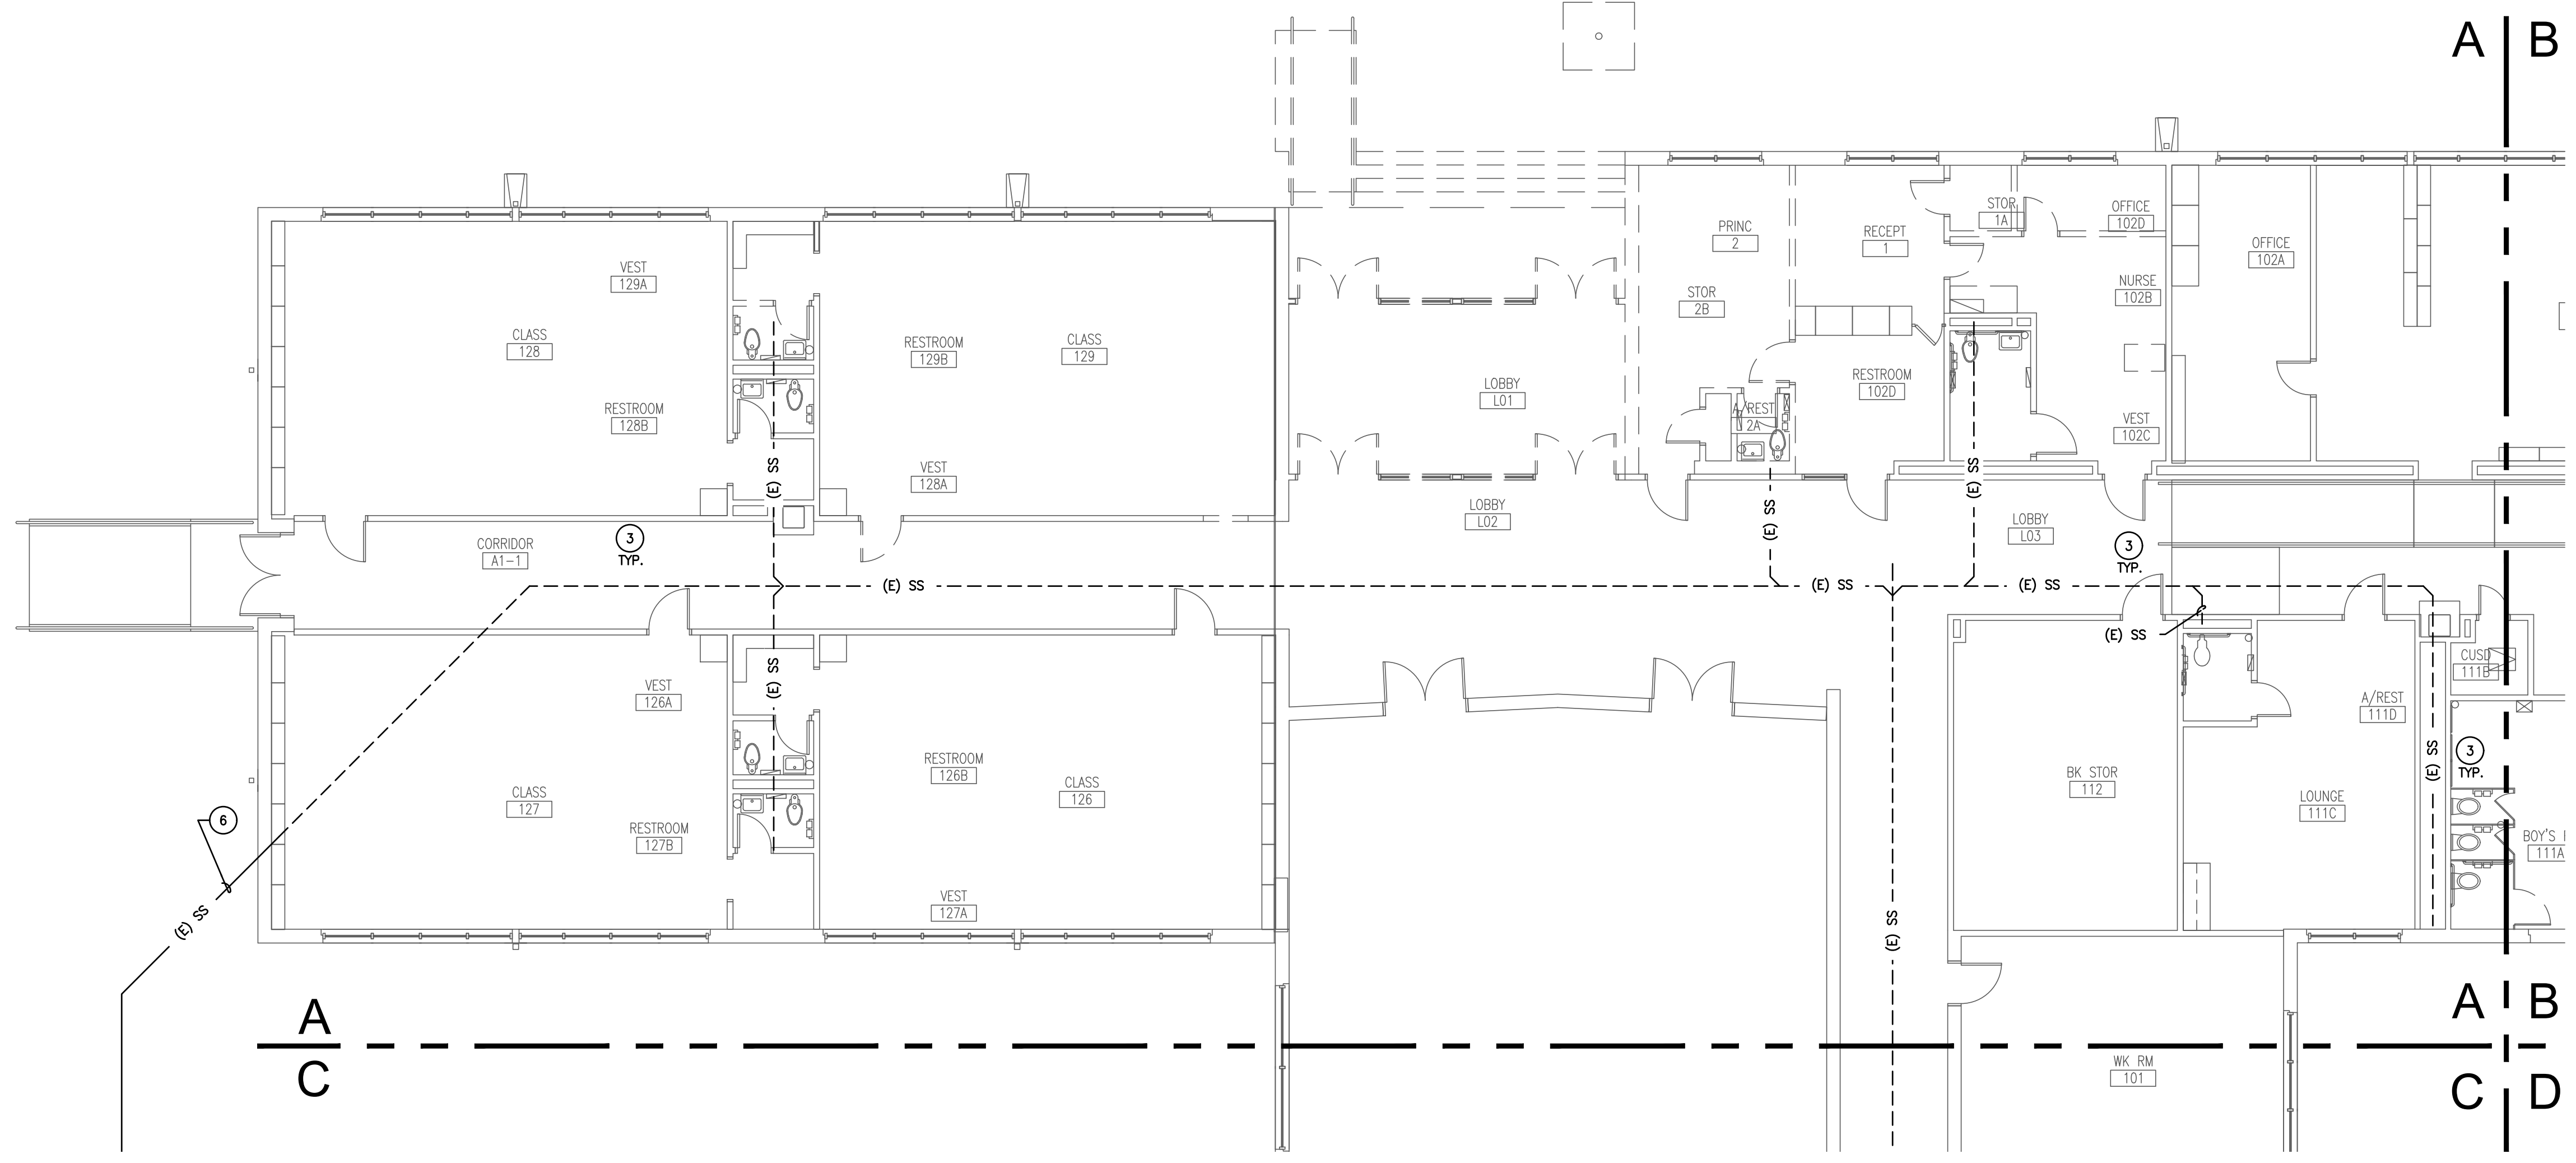 A B
PRINC
2
RECEPT
1
STOR
1A
OFFICE
102D
OFFICE
102A
VEST
129A
NURSE
102B
STOR
2B
CLASS
128
RESTROOM
129B
CLASS
129
RESTROOM
102D
LOBBY
L01
A/REST
2A
RESTROOM
128B
VEST
102C
(E) SS
VEST
128A
(E) SS
(E) SS
LOBBY
L02
LOBBY
L03
3
TYP.
CORRIDOR
A1-1
3
TYP.
(E) SS
(E) SS
(E) SS
(E) SS
(E) SS
VEST
126A
CUSD
111B
A/REST
111D
3
TYP.
(E) SS
RESTROOM
126B
CLASS
126
BK STOR
112
CLASS
127
LOUNGE
111C
6
RESTROOM
127B
BOY'S
111A
VEST
127A
(E) SS
(E) SS
A
A B
C
WK RM
101
C D